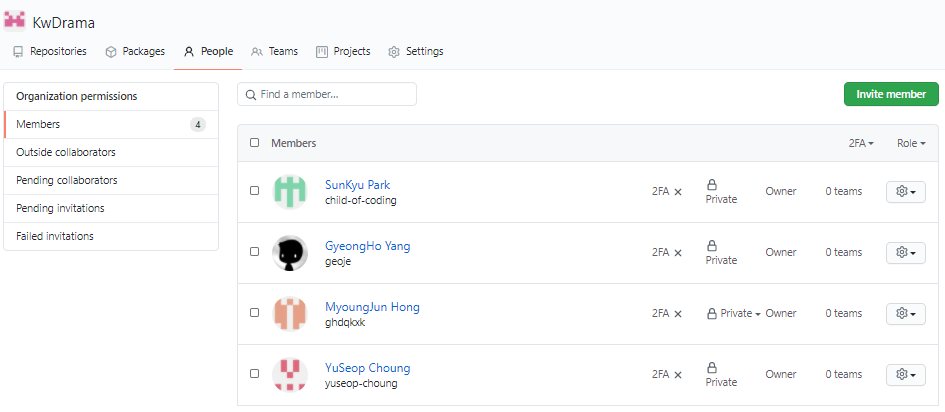 KwDrama
Repositories Packages People Teams Projects Settings
Organization permissions
Members 4
Outside collaborators
Pending collaborators
Pending invitations
Failed invitations
Find a member...
Invite member
Members 2FA Role
SunKyu Park
child-of-coding
2FA Private Owner 0 teams
GyeongHo Yang
geoje
2FA Private Owner 0 teams
MyoungJun Hong
ghdqkxk
2FA Private Owner 0 teams
YuSeop Choung
yuseop-choung
2FA Private Owner 0 teams